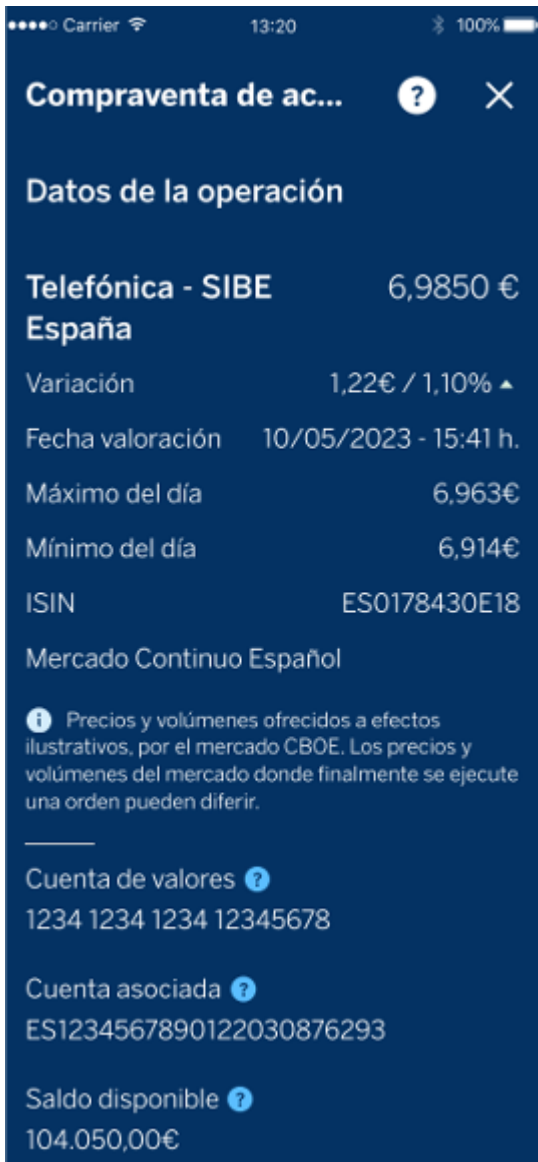 Carrier 13:20 100%
Compraventa de ac... ? ×
Datos de la operación
Telefónica - SIBE 6,9850 €
España
Variación 1,22€ / 1,10% ▲
Fecha valoración 10/05/2023 - 15:41 h.
Máximo del día 6,963€
Mínimo del día 6,914€
ISIN ES0178430E18
Mercado Continuo Español
i Precios y volúmenes ofrecidos a efectos
ilustrativos, por el mercado CBOE. Los precios y
volúmenes del mercado donde finalmente se ejecute
una orden pueden diferir.
Cuenta de valores ?
1234 1234 1234 12345678
Cuenta asociada ?
ES1234567890122030876293
Saldo disponible ?
104.050,00€